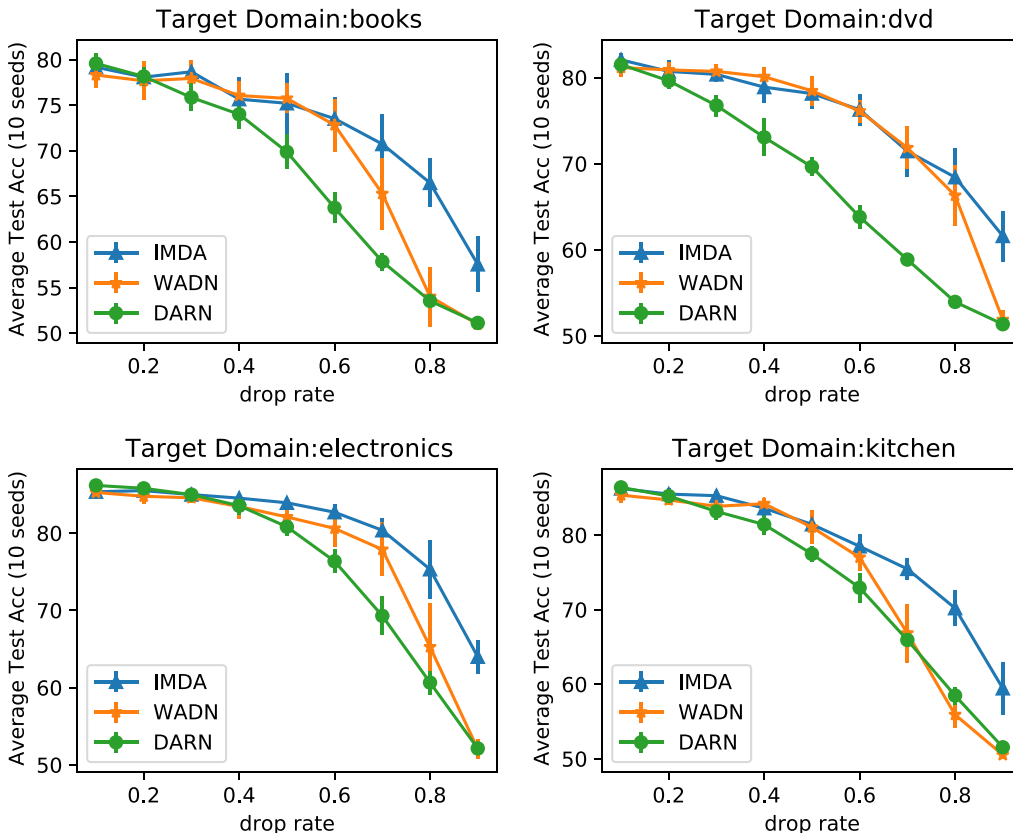 Target Domain:books
Average Test Acc (10 seeds)
80
75
70
65
60
55
50
IMDA
WADN
DARN
0.2
0.4
0.6
0.8
drop rate
Target Domain:dvd
Average Test Acc (10 seeds)
80
70
60
50
IMDA
WADN
DARN
0.2
0.4
0.6
0.8
drop rate
Target Domain:electronics
Average Test Acc (10 seeds)
80
70
60
50
IMDA
WADN
DARN
0.2
0.4
0.6
0.8
drop rate
Target Domain:kitchen
Average Test Acc (10 seeds)
80
70
60
50
IMDA
WADN
DARN
0.2
0.4
0.6
0.8
drop rate